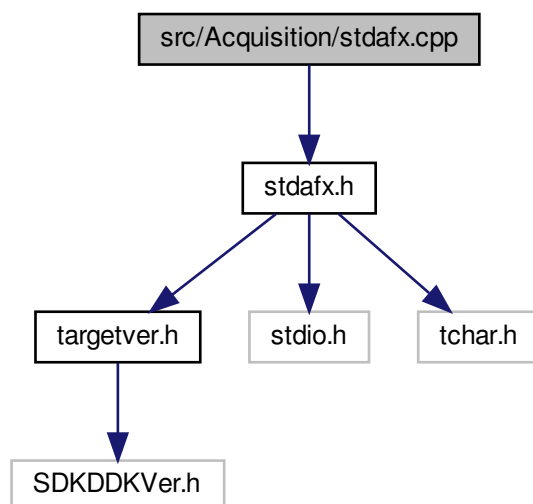 src/Acquisition/stdafx.cpp
stdafx.h
targetver.h
stdio.h
tchar.h
SDKDDKVer.h